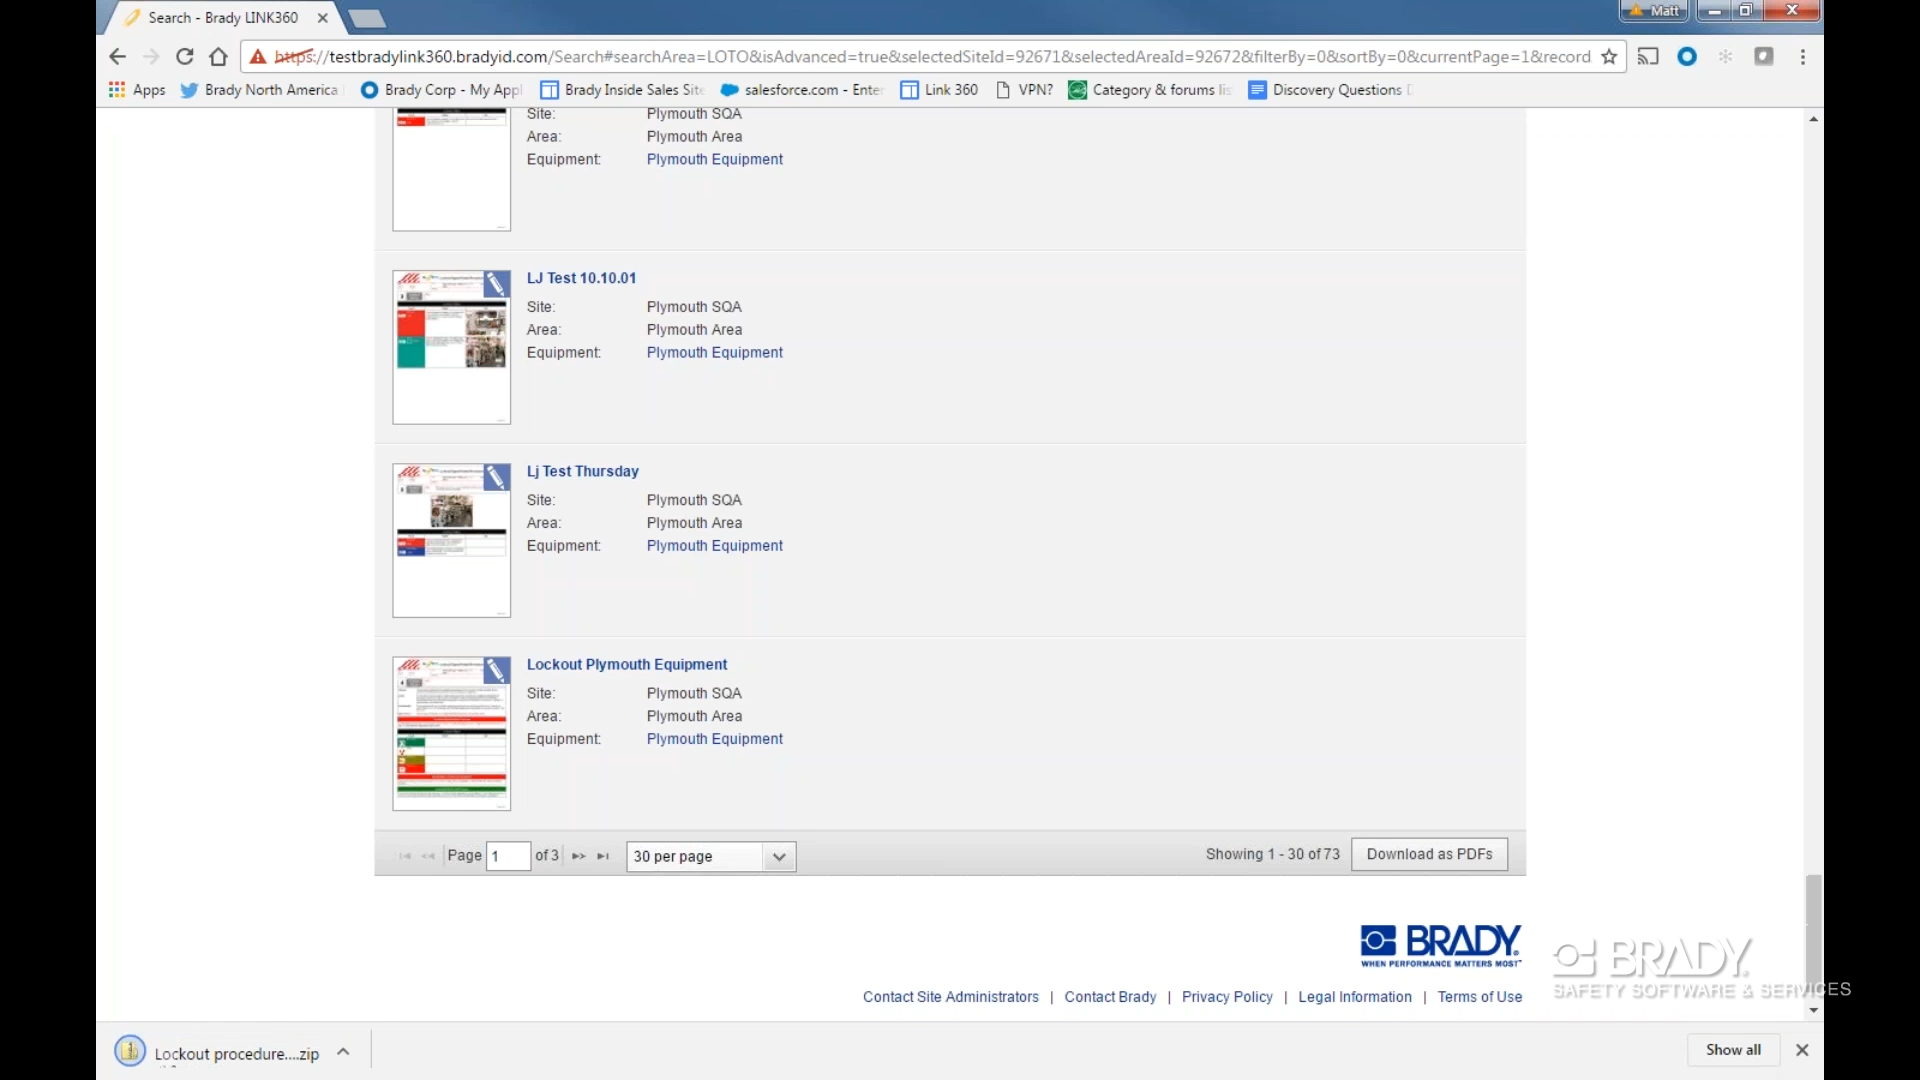 Search - Brady LINK360
Matt
https://testbradylink360.bradyid.com/Search#searchArea=LOTO&isAdvanced=true&selectedSiteId=92671&selectedAreaId=92672&filterBy=0&sortBy=0&currentPage=1&record
Apps Brady North America Brady Corp - My Appl Brady Inside Sales Site salesforce.com - Enter Link 360 VPN? Category & forums lis Discovery Questions
Site: Plymouth SQA
Area: Plymouth Area
Equipment: Plymouth Equipment
LJ Test 10.10.01
Site: Plymouth SQA
Area: Plymouth Area
Equipment: Plymouth Equipment
Lj Test Thursday
Site: Plymouth SQA
Area: Plymouth Area
Equipment: Plymouth Equipment
Lockout Plymouth Equipment
Site: Plymouth SQA
Area: Plymouth Area
Equipment: Plymouth Equipment
Page 1 of 3 30 per page Showing 1 - 30 of 73 Download as PDFs
BRADY
WHEN PERFORMANCE MATTERS MOST
BRADY
SAFETY SOFTWARE & SERVICES
Contact Site Administrators | Contact Brady | Privacy Policy | Legal Information | Terms of Use
Lockout procedure....zip Show all